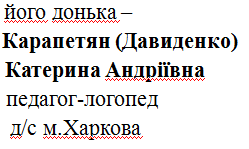 його донька –
Карапетян (Давиденко)
Катерина Андріївна
педагог-логопед
д/с м.Харкова